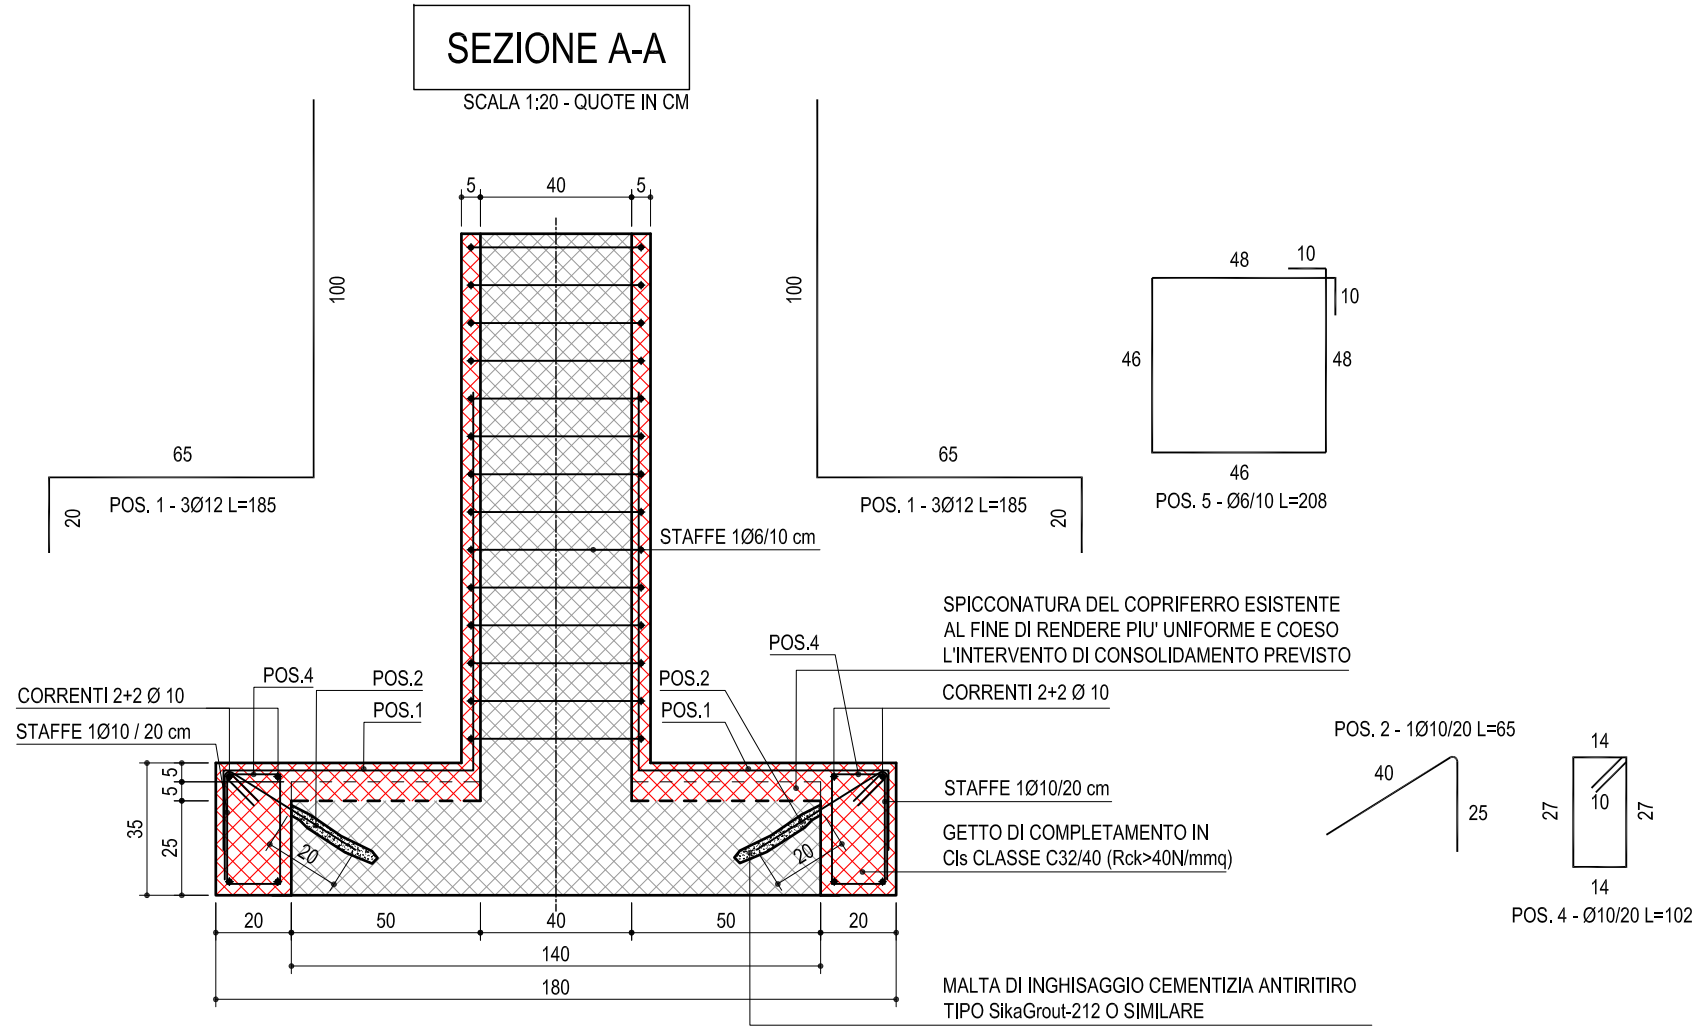 SEZIONE A-A
SCALA 1:20 - QUOTE IN CM
5
40
5
100
100
65
20
POS. 1 - 3Ø12 L=185
65
20
POS. 1 - 3Ø12 L=185
48
10
10
46
48
46
POS. 5 - Ø6/10 L=208
STAFFE 1Ø6/10 cm
SPICCONATURA DEL COPRIFERRO ESISTENTE
AL FINE DI RENDERE PIU' UNIFORME E COESO
L'INTERVENTO DI CONSOLIDAMENTO PREVISTO
POS.4
POS.2
POS.1
CORRENTI 2+2 Ø 10
STAFFE 1Ø10 / 20 cm
POS.4
POS.2
POS.1
CORRENTI 2+2 Ø 10
STAFFE 1Ø10/20 cm
GETTO DI COMPLETAMENTO IN
Cls CLASSE C32/40 (Rck>40N/mmq)
POS. 2 - 1Ø10/20 L=65
40
25
14
10
27
27
14
POS. 4 - Ø10/20 L=102
5
5
35
25
20
20
20
50
40
50
20
140
180
MALTA DI INGHISAGGIO CEMENTIZIA ANTIRITIRO
TIPO SikaGrout-212 O SIMILARE